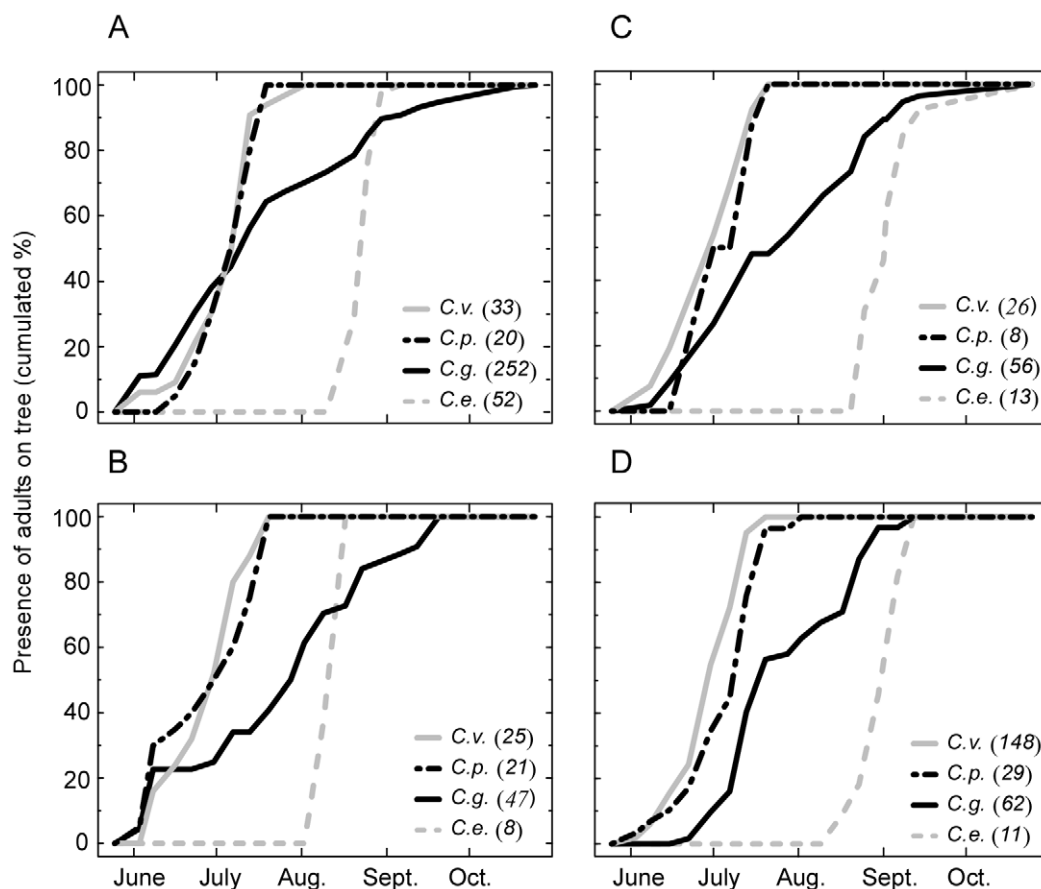 A
C
Presence of adults on tree (cumulated %)
100
80
60
40
20
0
C.v. (33)
C.p. (20)
C.g. (252)
C.e. (52)
C.v. (26)
C.p. (8)
C.g. (56)
C.e. (13)
B
D
100
80
60
40
20
0
C.v. (25)
C.p. (21)
C.g. (47)
C.e. (8)
C.v. (148)
C.p. (29)
C.g. (62)
C.e. (11)
June July Aug. Sept. Oct.
June July Aug. Sept. Oct.